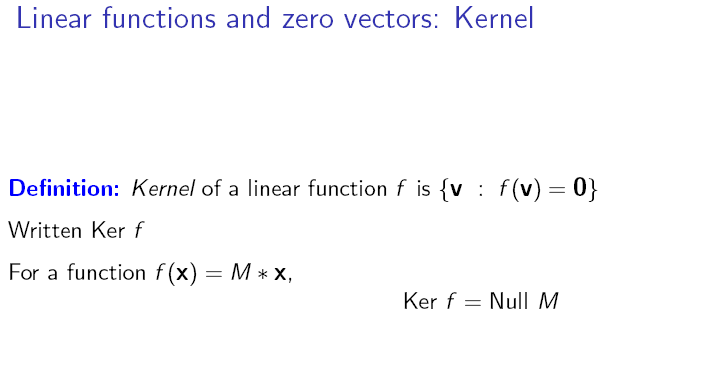 Linear functions and zero vectors: Kernel
Definition: Kernel of a linear function f is {v : f(v) = 0}
Written Ker f
For a function f(x) = M ∗ x,
Ker f = Null M